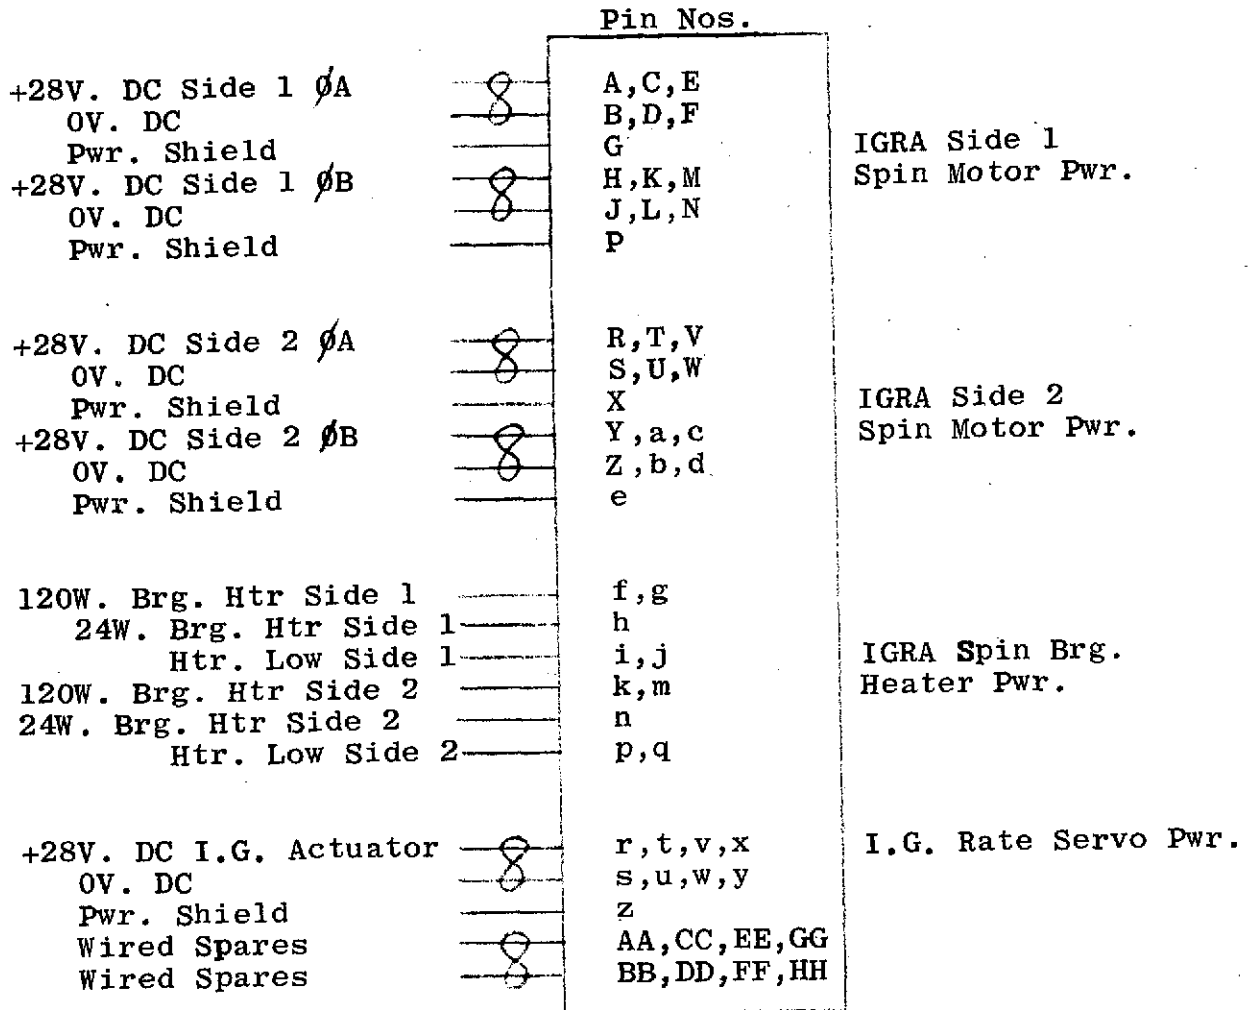 Pin Nos.
+28V. DC Side 1 ØA A,C,E
0V. DC B,D,F
Pwr. Shield G IGRA Side 1
+28V. DC Side 1 ØB H,K,M Spin Motor Pwr.
0V. DC J,L,N
Pwr. Shield P
+28V. DC Side 2 ØA R,T,V
0V. DC S,U,W
Pwr. Shield X IGRA Side 2
+28V. DC Side 2 ØB Y,a,c Spin Motor Pwr.
0V. DC Z,b,d
Pwr. Shield e
120W. Brg. Htr Side 1 f,g
24W. Brg. Htr Side 1 h
Htr. Low Side 1 i,j IGRA Spin Brg.
120W. Brg. Htr Side 2 k,m Heater Pwr.
24W. Brg. Htr Side 2 n
Htr. Low Side 2 p,q
+28V. DC I.G. Actuator r,t,v,x I.G. Rate Servo Pwr.
0V. DC s,u,w,y
Pwr. Shield z
Wired Spares AA,CC,EE,GG
Wired Spares BB,DD,FF,HH